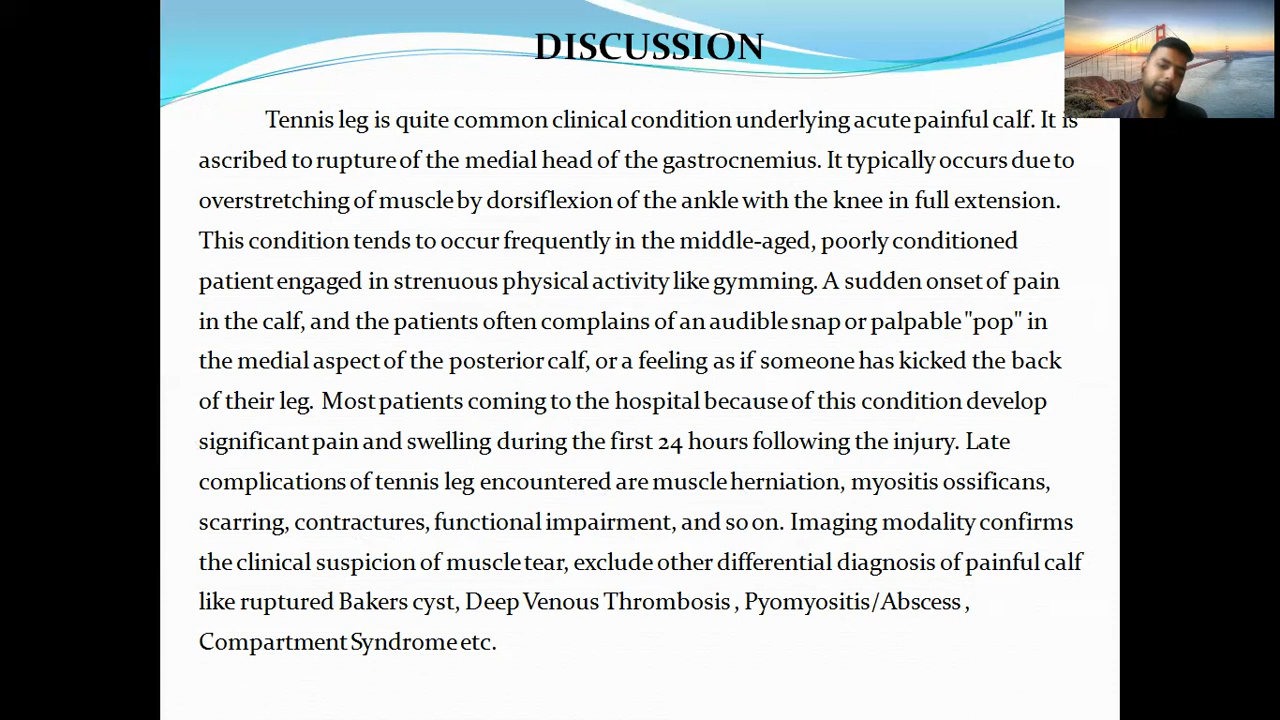 DISCUSSION
Tennis leg is quite common clinical condition underlying acute painful calf. It is
ascribed to rupture of the medial head of the gastrocnemius. It typically occurs due to
overstretching of muscle by dorsiflexion of the ankle with the knee in full extension.
This condition tends to occur frequently in the middle-aged, poorly conditioned
patient engaged in strenuous physical activity like gymming. A sudden onset of pain
in the calf, and the patients often complains of an audible snap or palpable "pop" in
the medial aspect of the posterior calf, or a feeling as if someone has kicked the back
of their leg. Most patients coming to the hospital because of this condition develop
significant pain and swelling during the first 24 hours following the injury. Late
complications of tennis leg encountered are muscle herniation, myositis ossificans,
scarring, contractures, functional impairment, and so on. Imaging modality confirms
the clinical suspicion of muscle tear, exclude other differential diagnosis of painful calf
like ruptured Bakers cyst, Deep Venous Thrombosis , Pyomyositis/Abscess ,
Compartment Syndrome etc.